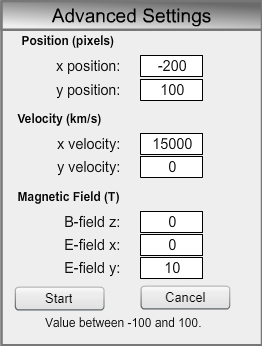 Advanced Settings
Position (pixels)
x position: -200
y position: 100
Velocity (km/s)
x velocity: 15000
y velocity: 0
Magnetic Field (T)
B-field z: 0
E-field x: 0
E-field y: 10
Start Cancel
Value between -100 and 100.